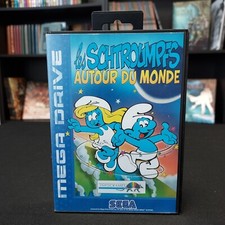 les SCHTROUMPFS
AUTOUR DU MONDE
MEGA DRIVE
SEGA